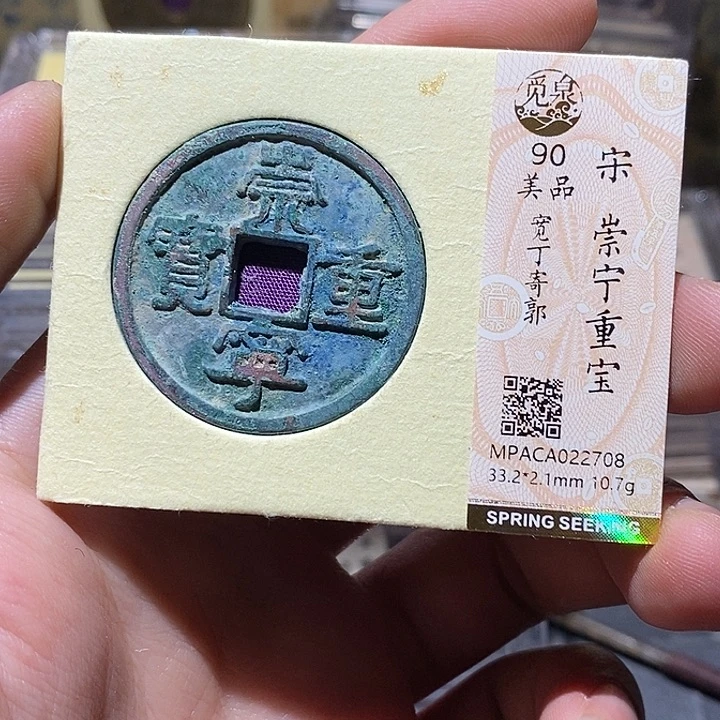 崇寧重寶
觅泉
90
美品
宽丁寄郭
宋 崇宁重宝
MPACA022708
33.2*2.1mm 10.7g
SPRING SEEKING